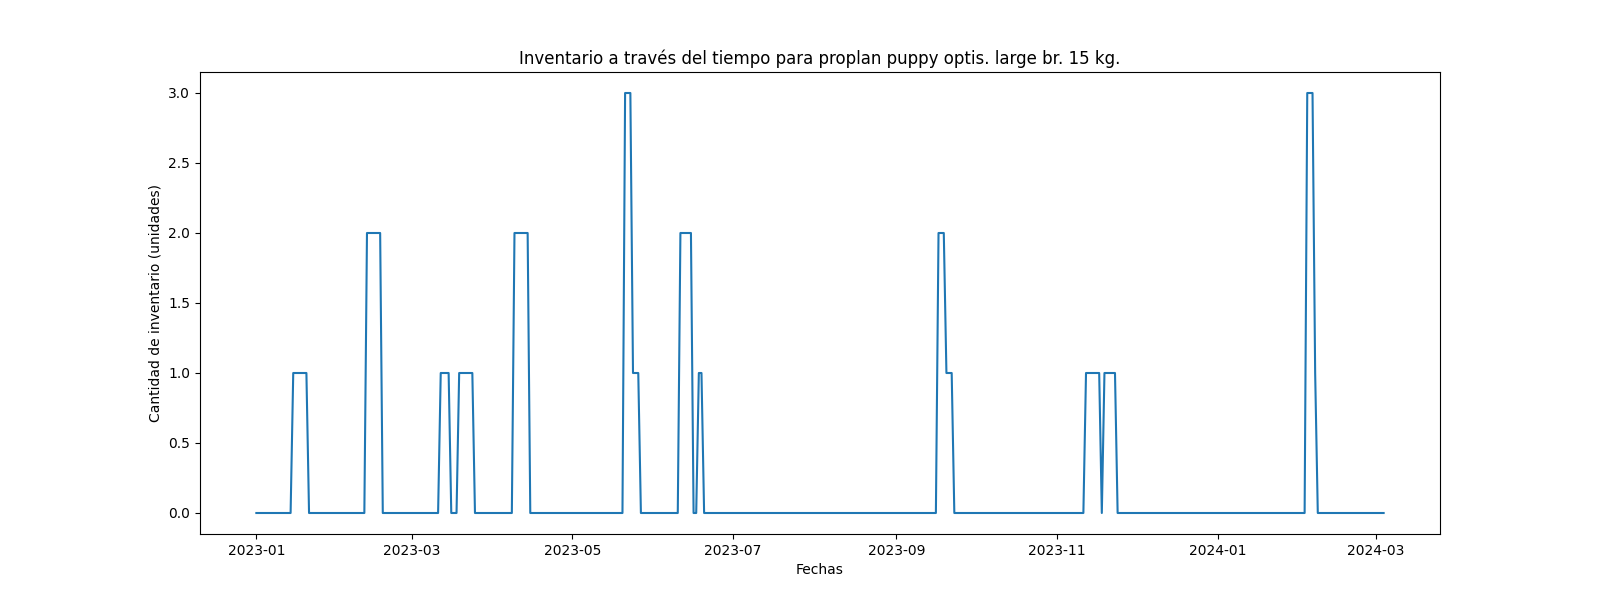 Inventario a través del tiempo para proplan puppy optis. large br. 15 kg.
Cantidad de inventario (unidades)
3.0
2.5
2.0
1.5
1.0
0.5
0.0
2023-01 2023-03 2023-05 2023-07 2023-09 2023-11 2024-01 2024-03
Fechas